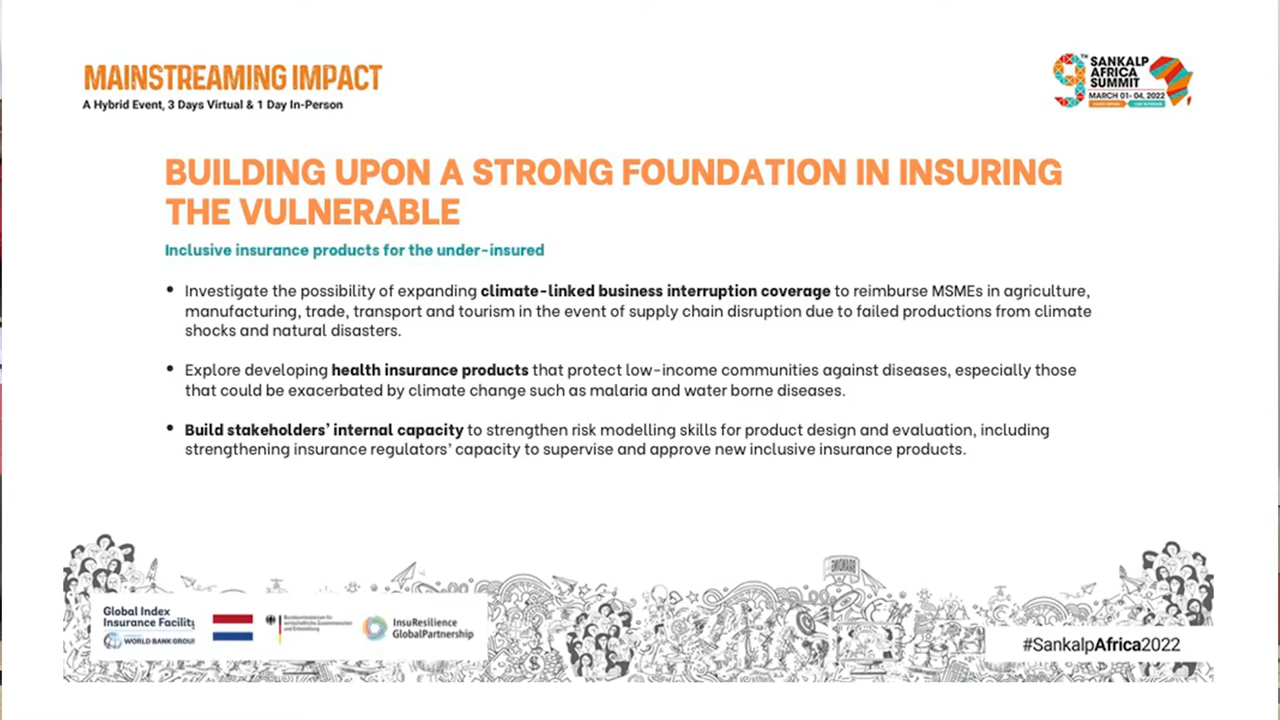 MAINSTREAMING IMPACT
A Hybrid Event, 3 Days Virtual & 1 Day In-Person
9TH SANKALP
AFRICA
SUMMIT
MARCH 01-04, 2022
BUILDING UPON A STRONG FOUNDATION IN INSURING
THE VULNERABLE
Inclusive insurance products for the under-insured
• Investigate the possibility of expanding climate-linked business interruption coverage to reimburse MSMEs in agriculture,
manufacturing, trade, transport and tourism in the event of supply chain disruption due to failed productions from climate
shocks and natural disasters.
• Explore developing health insurance products that protect low-income communities against diseases, especially those
that could be exacerbated by climate change such as malaria and water borne diseases.
• Build stakeholders' internal capacity to strengthen risk modelling skills for product design and evaluation, including
strengthening insurance regulators' capacity to supervise and approve new inclusive insurance products.
Global Index
Insurance Facility
WORLD BANK GROUP
Bundesministerium für
wirtschaftliche Zusammenarbeit
und Entwicklung
InsuResilience
GlobalPartnership
#SankalpAfrica2022